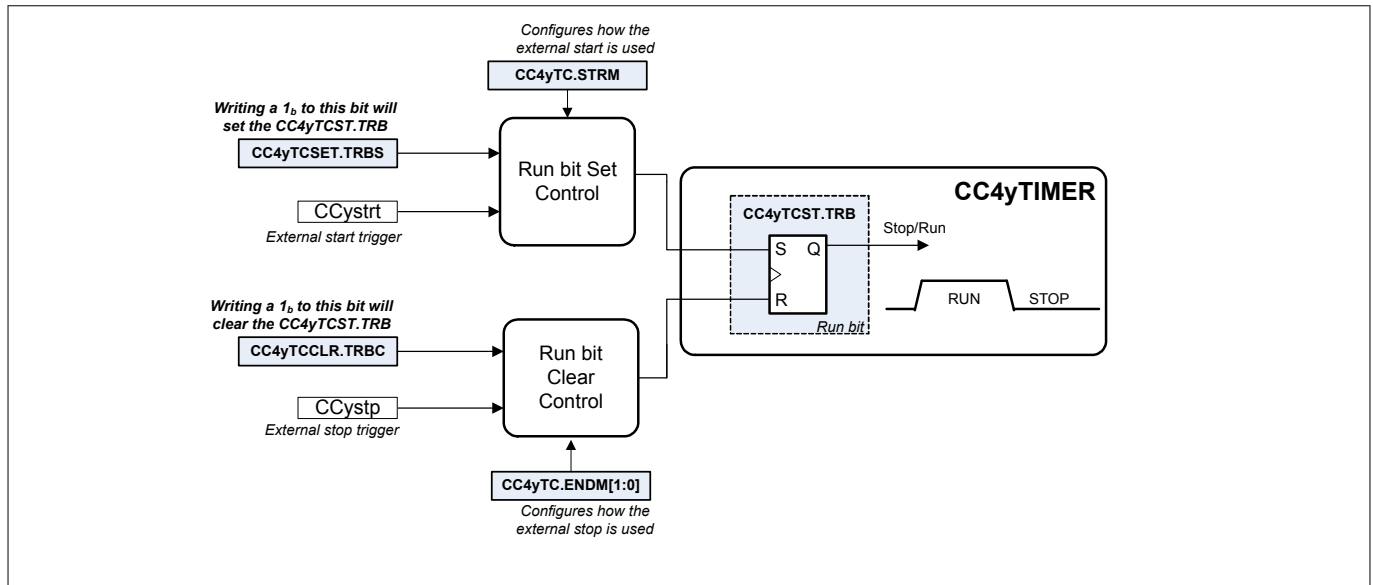 Configures how the
external start is used
CC4yTC.STRM
Writing a 1b to this bit will
set the CC4yTCST.TRB
CC4yTCSET.TRBS
Run bit Set
Control
CCystrt
External start trigger
CC4yTIMER
CC4yTCST.TRB
S Q
R
Run bit
Stop/Run
RUN
STOP
Writing a 1b to this bit will
clear the CC4yTCST.TRB
CC4yTCCLR.TRBC
Run bit
Clear
Control
CCystp
External stop trigger
CC4yTC.ENDM[1:0]
Configures how the
external stop is used